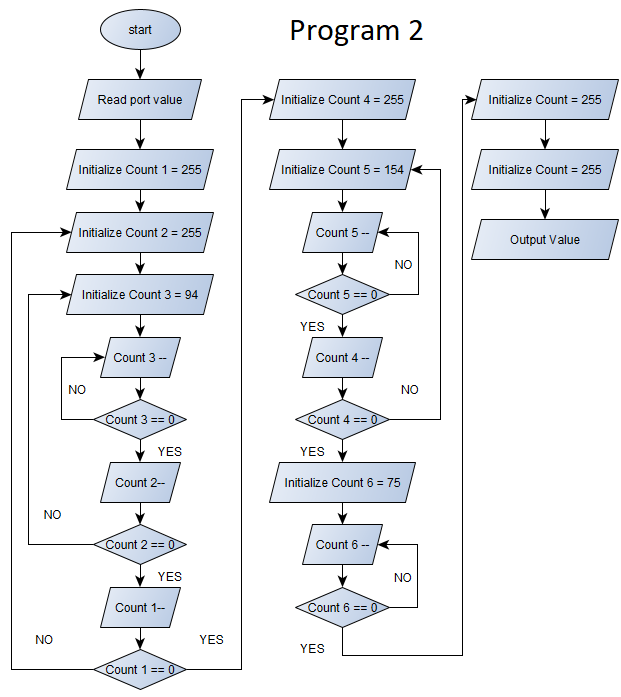 Program 2
start
Read port value
Initialize Count 1 = 255
Initialize Count 2 = 255
Initialize Count 3 = 94
Count 3 --
NO
Count 3 == 0
YES
Count 2--
NO
Count 2 == 0
YES
Count 1--
NO
YES
Count 1 == 0
Initialize Count 4 = 255
Initialize Count 5 = 154
Count 5 --
NO
Count 5 == 0
YES
Count 4 --
NO
Count 4 == 0
YES
Initialize Count 6 = 75
Count 6 --
NO
Count 6 == 0
YES
Initialize Count = 255
Initialize Count = 255
Output Value